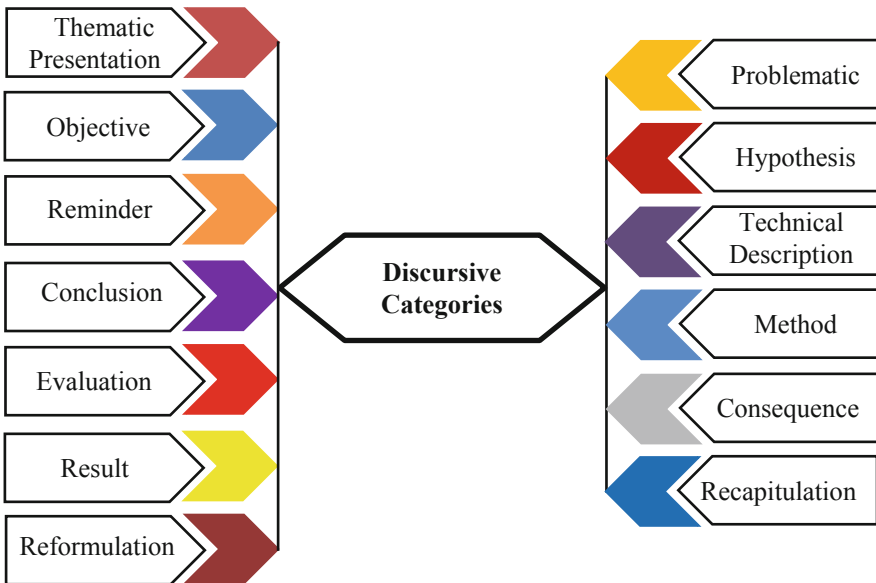 Thematic
Presentation
Objective
Reminder
Conclusion
Evaluation
Result
Reformulation
Discursive
Categories
Problematic
Hypothesis
Technical
Description
Method
Consequence
Recapitulation